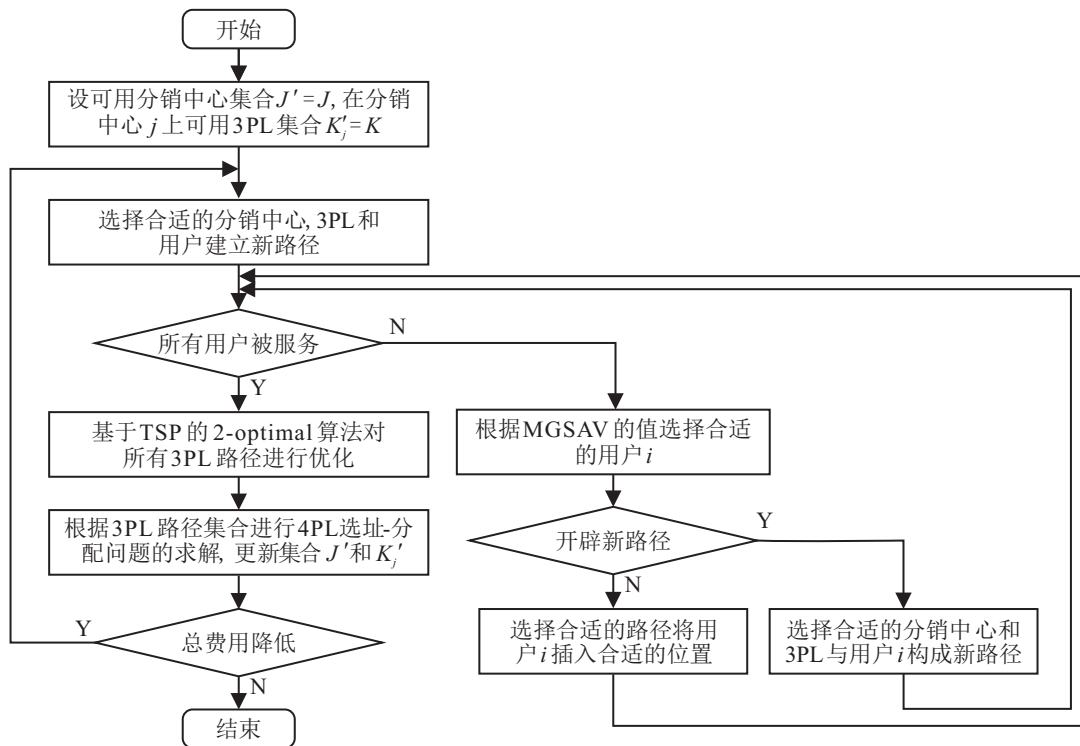 开始
设可用分销中心集合J′=J, 在分销
中心 j 上可用3PL集合K′j=K
选择合适的分销中心, 3PL和
用户建立新路径
所有用户被服务
N
Y
基于TSP的2-optimal算法对
所有3PL路径进行优化
根据3PL路径集合进行4PL选址-分
配问题的求解, 更新集合 J′和K′j
总费用降低
Y
N
结束
根据MGSAV的值选择合适
的用户i
开辟新路径
Y
N
选择合适的路径将用
户i插入合适的位置
选择合适的分销中心和
3PL与用户i构成新路径